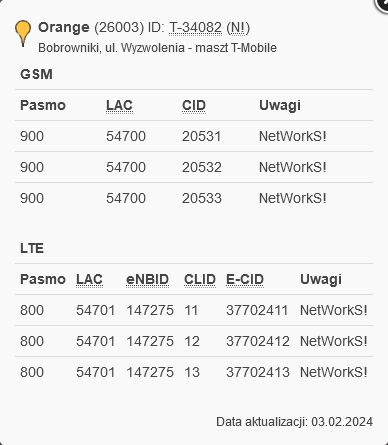 Orange (26003) ID: T-34082 (N!)
Bobrowniki, ul. Wyzwolenia - maszt T-Mobile
GSM
Pasmo LAC CID Uwagi
900 54700 20531 NetWorkS!
900 54700 20532 NetWorkS!
900 54700 20533 NetWorkS!
LTE
Pasmo LAC eNBID CLID E-CID Uwagi
800 54701 147275 11 37702411 NetWorkS!
800 54701 147275 12 37702412 NetWorkS!
800 54701 147275 13 37702413 NetWorkS!
Data aktualizacji: 03.02.2024